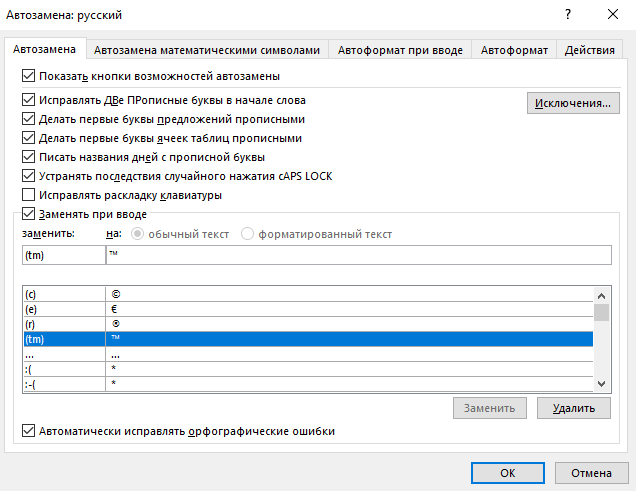 Автозамена: русский
Автозамена Автозамена математическими символами Автоформат при вводе Автоформат Действия
Показать кнопки возможностей автозамены
Исправлять ДВе ПРописные буквы в начале слова Исключения...
Делать первые буквы предложений прописными
Делать первые буквы ячеек таблиц прописными
Писать названия дней с прописной буквы
Устранять последствия случайного нажатия cAPS LOCK
Исправлять раскладку клавиатуры
Заменять при вводе
заменить: на: обычный текст форматированный текст
(tm) ™
(c) ©
(e) €
(r) ®
(tm) ™
... ...
:( *
:-( *
Заменить Удалить
Автоматически исправлять орфографические ошибки
ОК Отмена